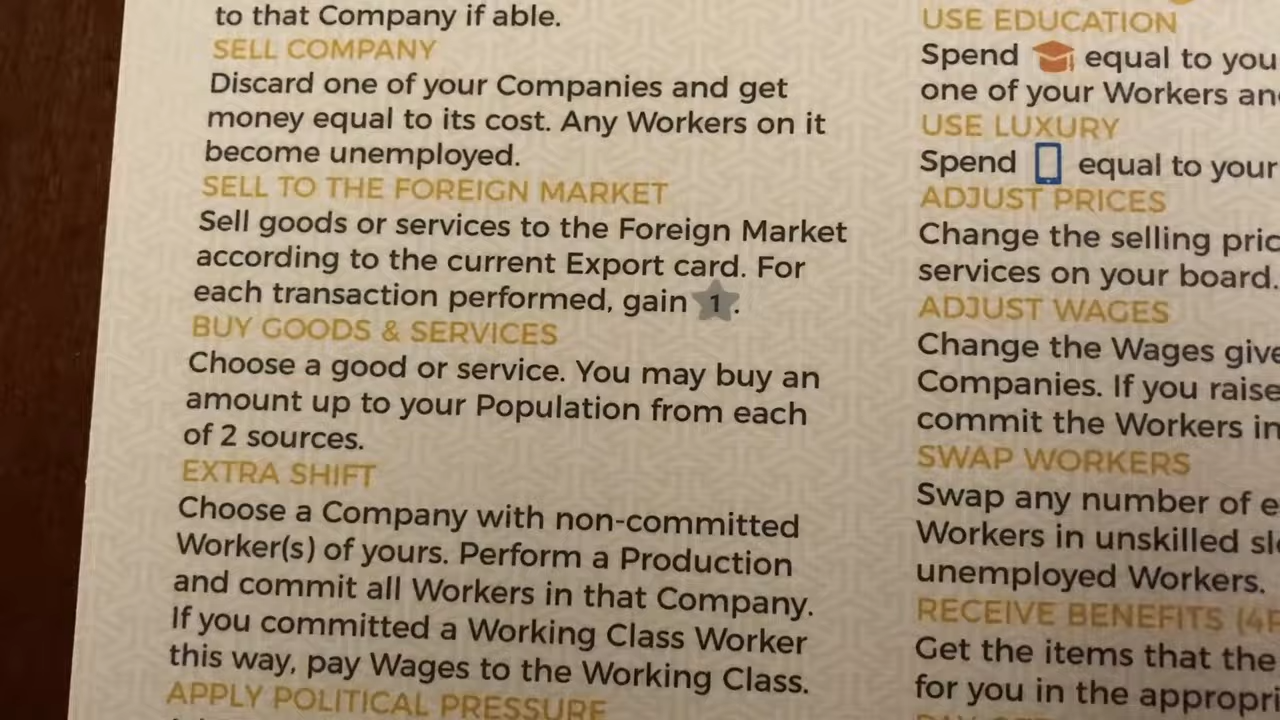 to that Company if able.
SELL COMPANY
Discard one of your Companies and get
money equal to its cost. Any Workers on it
become unemployed.
SELL TO THE FOREIGN MARKET
Sell goods or services to the Foreign Market
according to the current Export card. For
each transaction performed, gain 1.
BUY GOODS & SERVICES
Choose a good or service. You may buy an
amount up to your Population from each
of 2 sources.
EXTRA SHIFT
Choose a Company with non-committed
Worker(s) of yours. Perform a Production
and commit all Workers in that Company.
If you committed a Working Class Worker
this way, pay Wages to the Working Class.
APPLY POLITICAL PRESSURE
USE EDUCATION
Spend equal to
one of your Workers
USE LUXURY
Spend equal to your
ADJUST PRICES
Change the selling
services on your board.
ADJUST WAGES
Change the Wages
Companies. If you raise
commit the Workers in
SWAP WORKERS
Swap any number of
Workers in unskilled
unemployed Workers.
RECEIVE BENEFITS
Get the items that the
for you in the